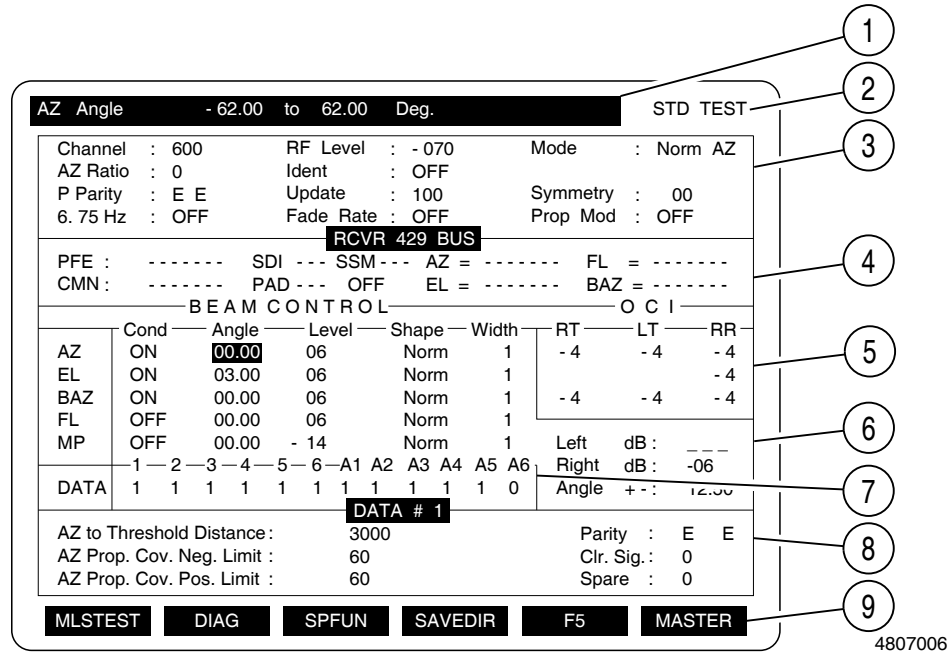 1
AZ Angle - 62.00 to 62.00 Deg. STD TEST 2
Channel : 600 RF Level : - 070 Mode : Norm AZ 3
AZ Ratio : 0 Ident : OFF
P Parity : E E Update : 100 Symmetry : 00
6. 75 Hz : OFF Fade Rate : OFF Prop Mod : OFF
RCVR 429 BUS
PFE : - - - - - - - SDI - - - SSM - - - AZ = - - - - - - - FL = - - - - - - - 4
CMN : - - - - - - - PAD - - - OFF EL = - - - - - - - BAZ = - - - - - - -
BEAM CONTROL OCI
Cond Angle Level Shape Width RT LT RR
AZ ON 00.00 06 Norm 1 - 4 - 4 - 4 5
EL ON 03.00 06 Norm 1 - 4
BAZ ON 00.00 06 Norm 1 - 4 - 4 - 4
FL OFF 00.00 06 Norm 1
MP OFF 00.00 - 14 Norm 1 Left dB : _ _ _ 6
1 2 3 4 5 6 A1 A2 A3 A4 A5 A6 Right dB : -06
DATA 1 1 1 1 1 1 1 1 1 1 1 0 Angle + - : 12.50 7
DATA # 1
AZ to Threshold Distance : 3000 Parity : E E 8
AZ Prop. Cov. Neg. Limit : 60 Clr. Sig. : 0
AZ Prop. Cov. Pos. Limit : 60 Spare : 0
MLSTEST DIAG SPFUN SAVEDIR F5 MASTER 9
4807006